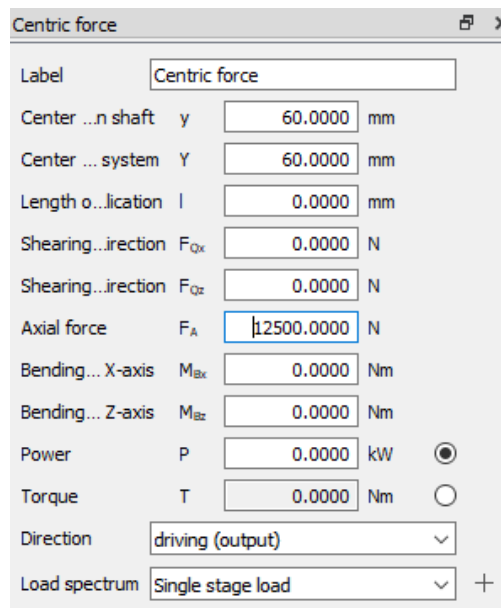 Centric force
Label Centric force
Center ...n shaft y 60.0000 mm
Center ... system Y 60.0000 mm
Length o...lication l 0.0000 mm
Shearing...irection FQx 0.0000 N
Shearing...irection FQz 0.0000 N
Axial force FA 12500.0000 N
Bending... X-axis MBx 0.0000 Nm
Bending... Z-axis MBz 0.0000 Nm
Power P 0.0000 kW
Torque T 0.0000 Nm
Direction driving (output)
Load spectrum Single stage load